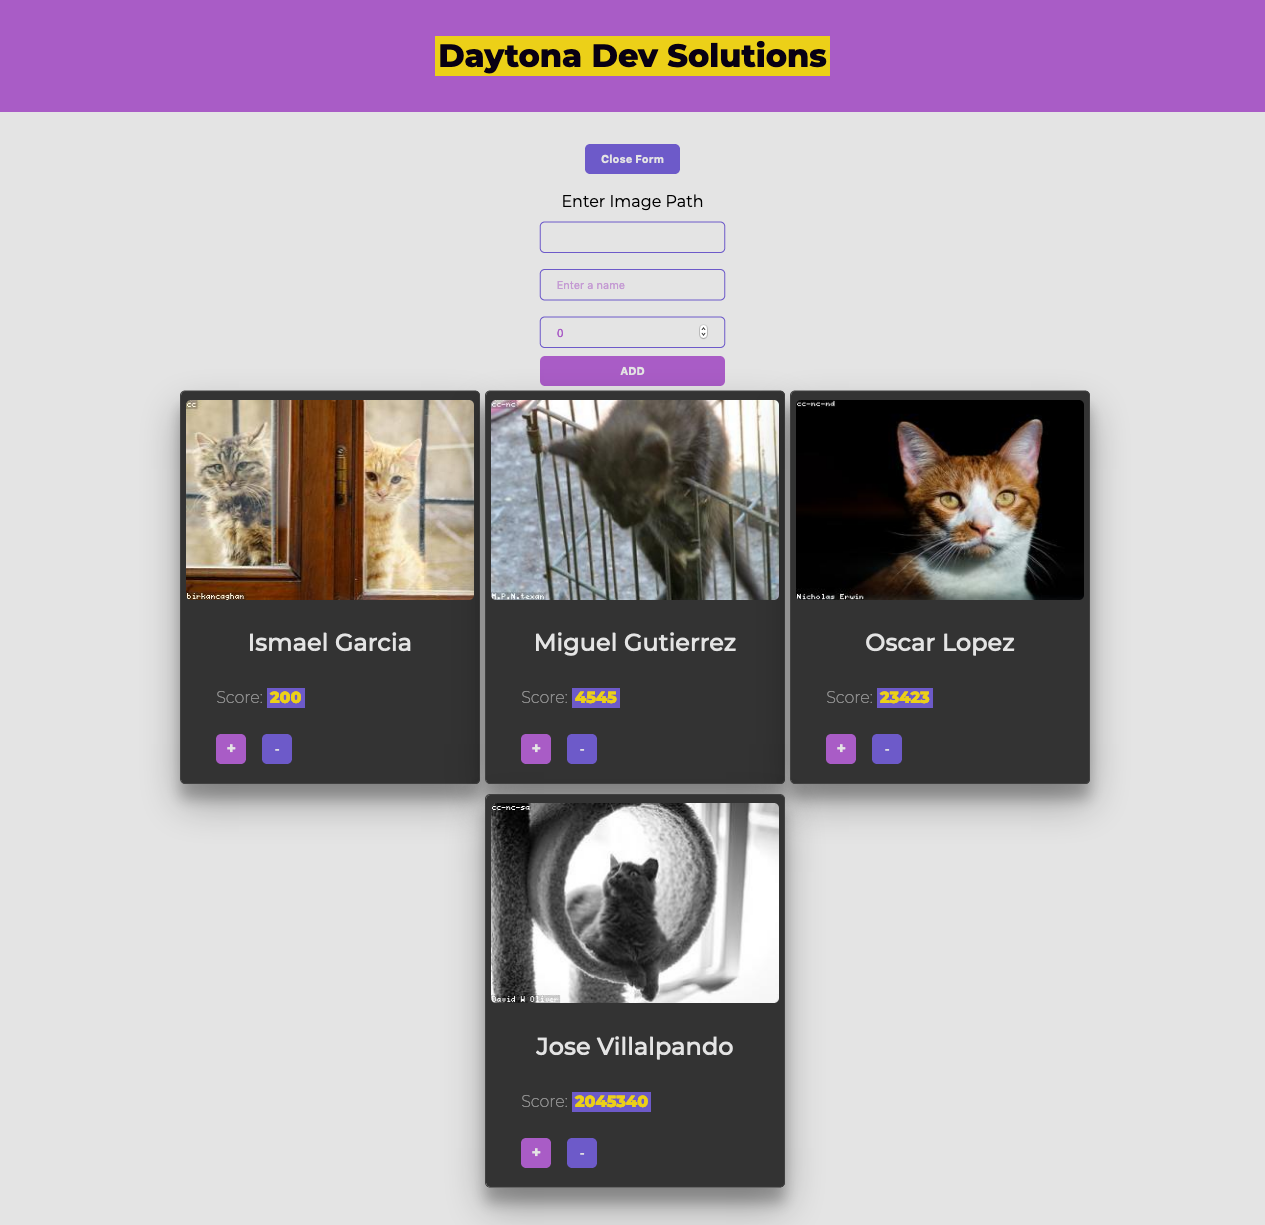 Daytona Dev Solutions
Close Form
Enter Image Path
Enter a name
0
ADD
cc
birkancaghan
Ismael Garcia
Score: 200
+ -
cc-nc
M.P.N.texan
Miguel Gutierrez
Score: 4545
+ -
cc-nc-nd
Nicholas Erwin
Oscar Lopez
Score: 23423
+ -
cc-nc-sa
David W Oliver
Jose Villalpando
Score: 2045340
+ -